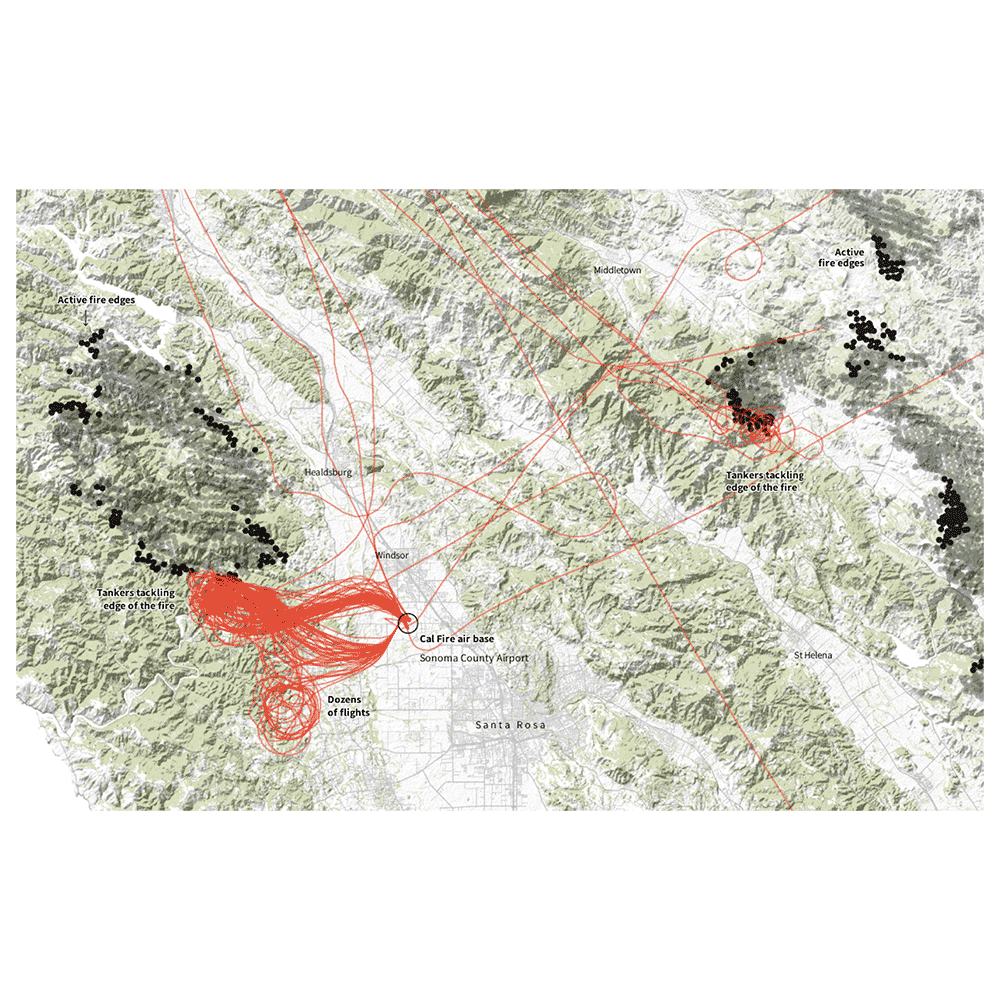 Active
fire edges
Middletown
Active fire edges
Healdsburg
Tankers tackling
edge of the fire
Windsor
Tankers tackling
edge of the fire
Cal Fire air base
Sonoma County Airport
St Helena
Dozens
of flights
Santa Rosa